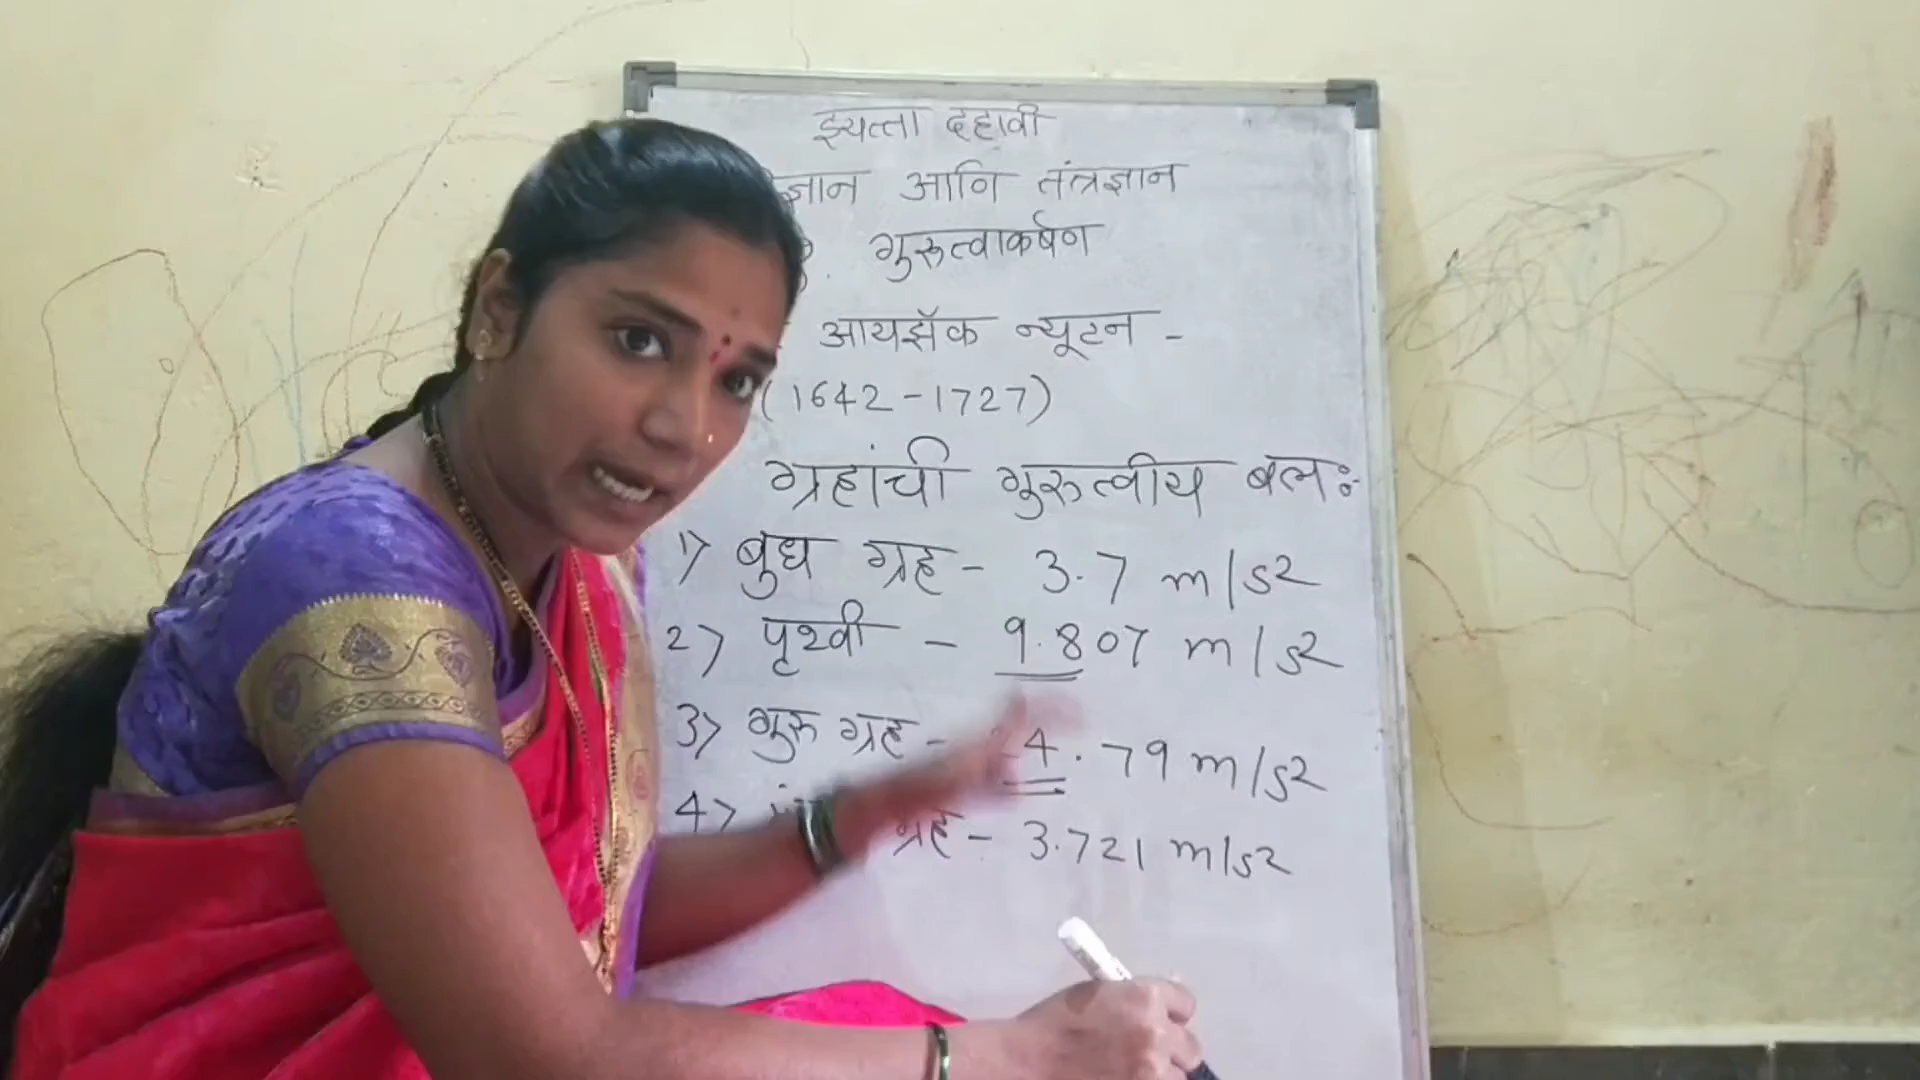 इयत्ता दहावी
आणि तंत्रज्ञान
गुरुत्वाकर्षण
आयझॅक न्यूटन -
(1642-1727)
ग्रहांची गुरुत्वीय बल:
1) बुध ग्रह - 3.7 m/s2
2) पृथ्वी - 9.807 m/s2
3) गुरु ग्रह - 4.79 m/s2
4) ग्रह - 3.721 m/s2